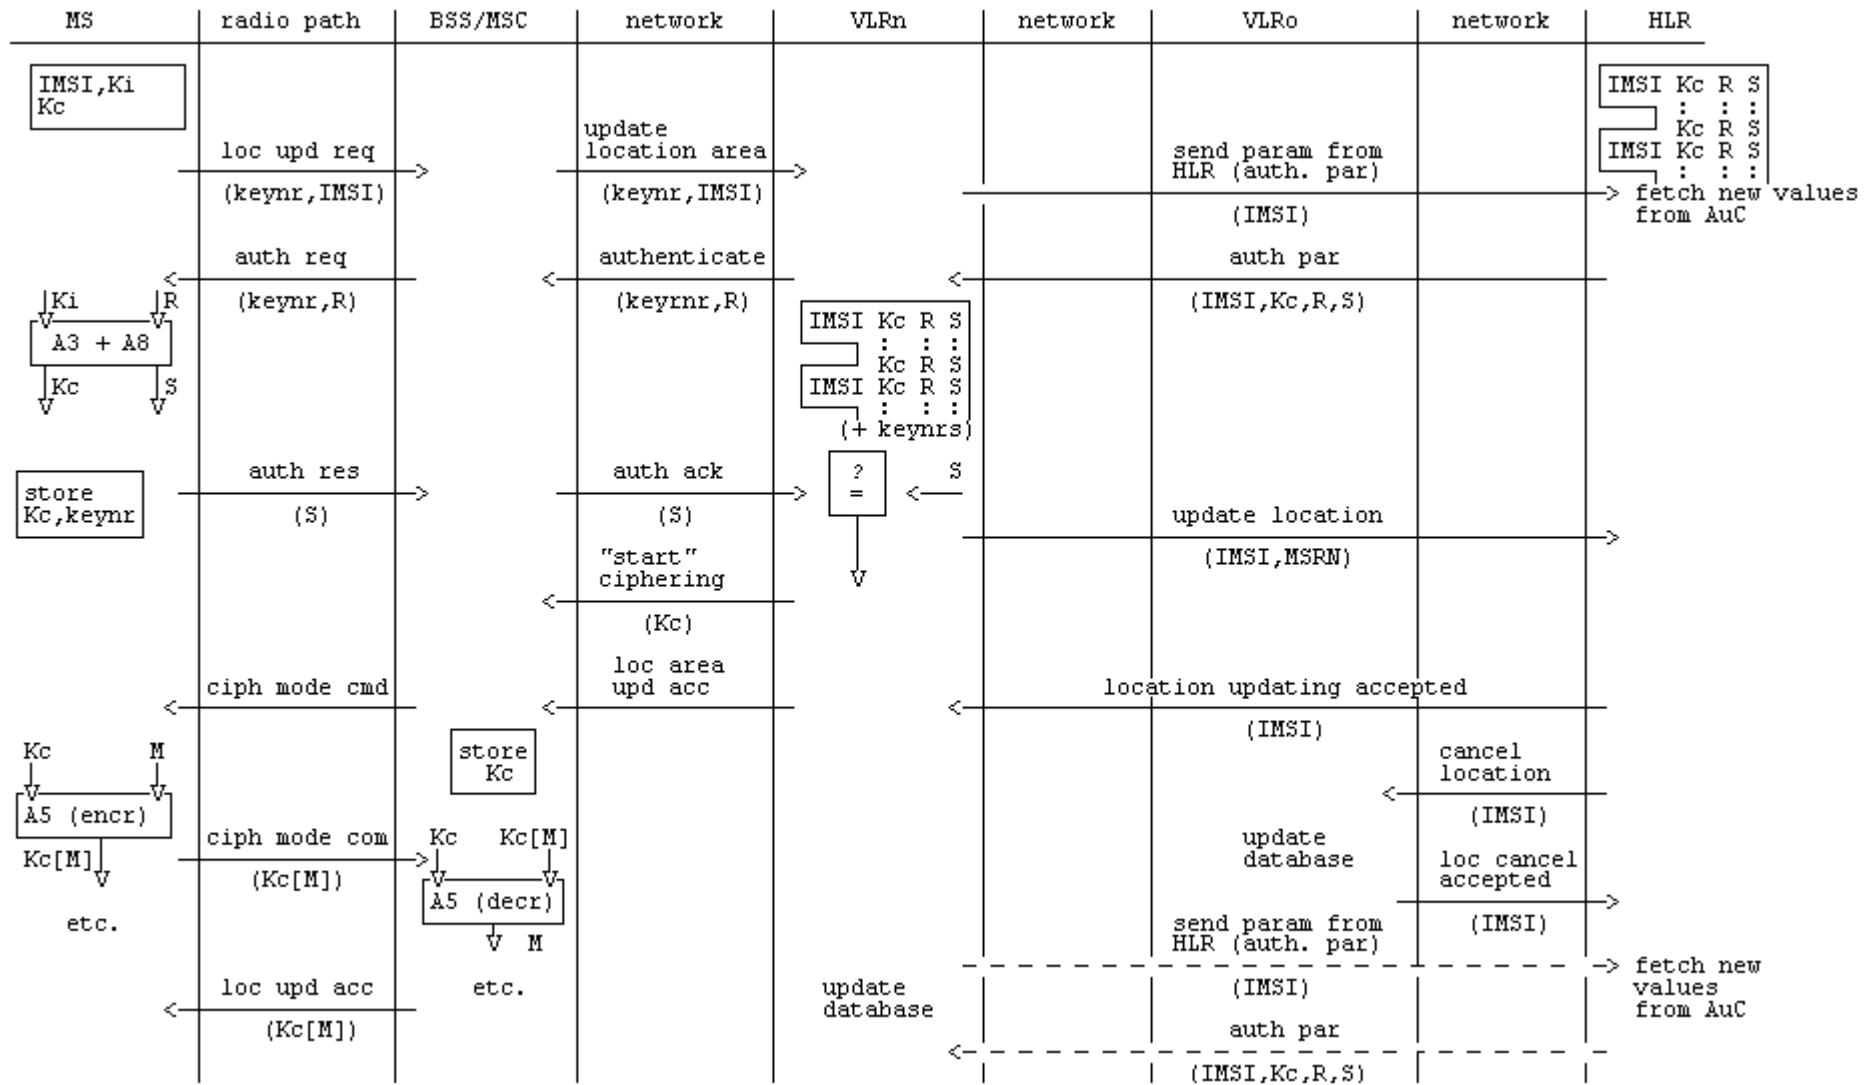 MS radio path BSS/MSC network VLRn network VLRo network HLR
IMSI,Ki
Kc
IMSI Kc R S
: : :
Kc R S
IMSI Kc R S
: : :
loc upd req
(keynr,IMSI)
update
location area
(keynr,IMSI)
send param from
HLR (auth. par)
(IMSI)
fetch new values
from AuC
auth req
(keynr,R)
authenticate
(keyrnr,R)
auth par
(IMSI,Kc,R,S)
Ki R
A3 + A8
Kc S
IMSI Kc R S
: : :
Kc R S
IMSI Kc R S
: : :
(+ keynrs)
store
Kc,keynr
auth res
(S)
auth ack
(S)
?
=
S
update location
(IMSI,MSRN)
"start"
ciphering
(Kc)
ciph mode cmd
loc area
upd acc
location updating accepted
(IMSI)
Kc M
A5 (encr)
Kc[M]
etc.
store
Kc
cancel
location
(IMSI)
ciph mode com
(Kc[M])
Kc Kc[M]
A5 (decr)
M
etc.
update
database
loc cancel
accepted
(IMSI)
send param from
HLR (auth. par)
(IMSI)
fetch new
values
from AuC
loc upd acc
(Kc[M])
update
database
auth par
(IMSI,Kc,R,S)